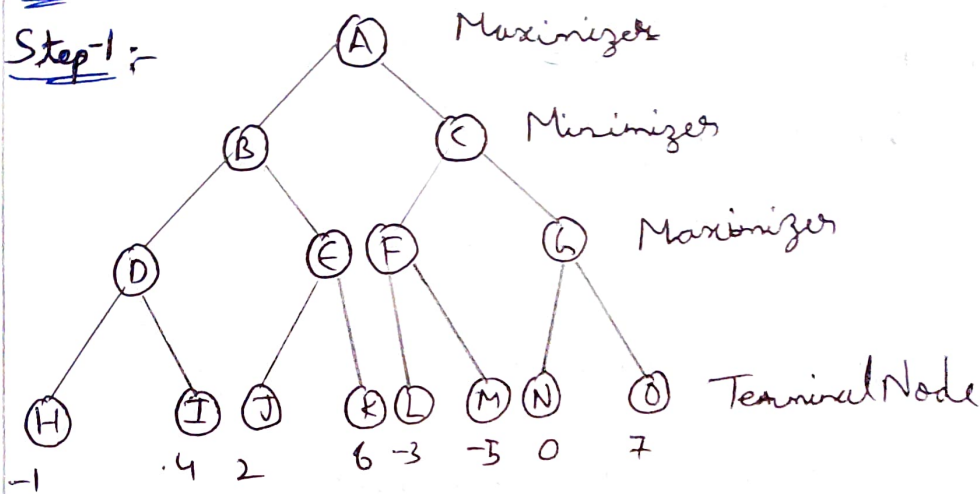 Step-1 :-
A Maximizer
B C Minimizer
D E F G Maximizer
H I J K L M N O Terminal Node
-1 4 2 6 -3 -5 0 7